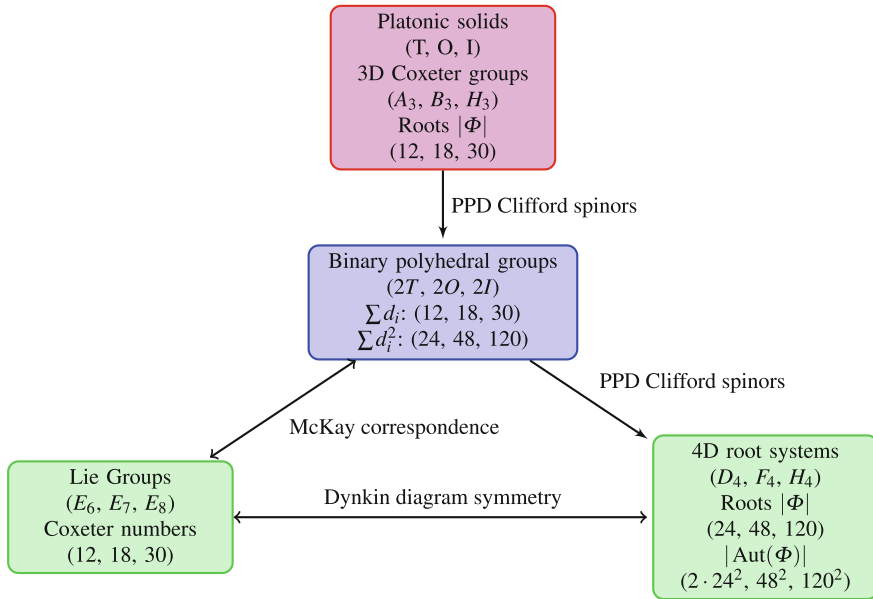 Platonic solids
(T, O, I)
3D Coxeter groups
(A₃, B₃, H₃)
Roots |Φ|
(12, 18, 30)
PPD Clifford spinors
Binary polyhedral groups
(2T, 2O, 2I)
∑dᵢ: (12, 18, 30)
∑dᵢ²: (24, 48, 120)
PPD Clifford spinors
McKay correspondence
Lie Groups
(E₆, E₇, E₈)
Coxeter numbers
(12, 18, 30)
Dynkin diagram symmetry
4D root systems
(D₄, F₄, H₄)
Roots |Φ|
(24, 48, 120)
|Aut(Φ)|
(2 · 24², 48², 120²)